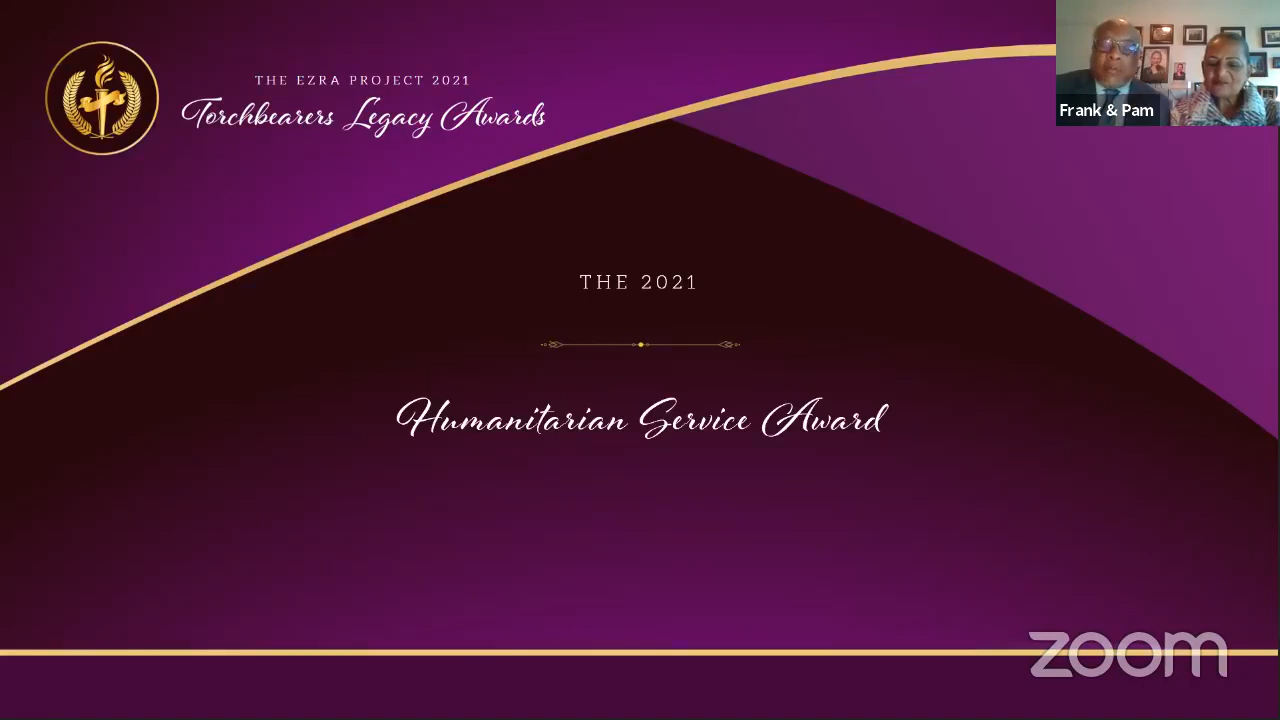 THE EZRA PROJECT 2021
Torchbearers Legacy Awards
Frank & Pam
THE 2021
Humanitarian Service Award
zoom